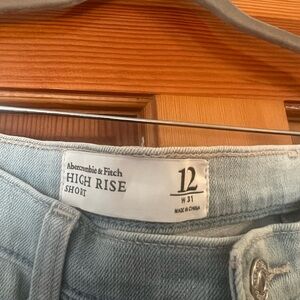 Abercrombie & Fitch
HIGH RISE
SHORT
12
W 31
MADE IN CHINA